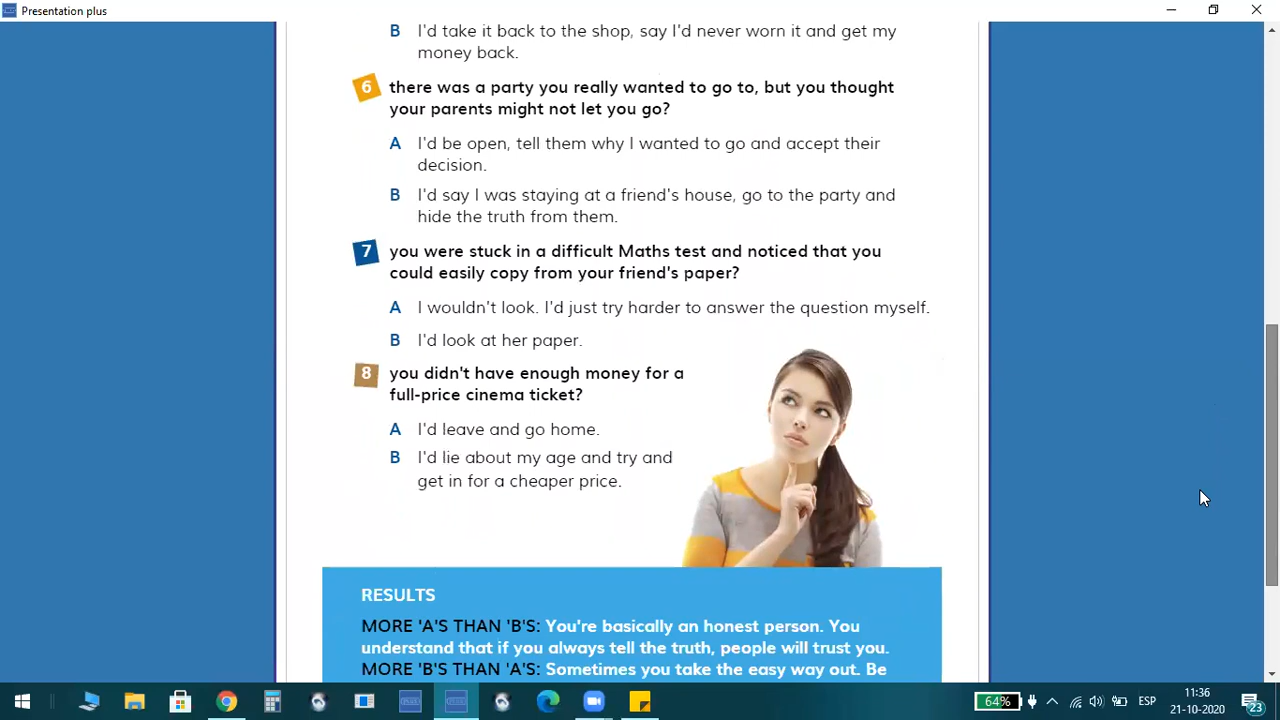 Presentation plus
B I'd take it back to the shop, say I'd never worn it and get my
money back.
6 there was a party you really wanted to go to, but you thought
your parents might not let you go?
A I'd be open, tell them why I wanted to go and accept their
decision.
B I'd say I was staying at a friend's house, go to the party and
hide the truth from them.
7 you were stuck in a difficult Maths test and noticed that you
could easily copy from your friend's paper?
A I wouldn't look. I'd just try harder to answer the question myself.
B I'd look at her paper.
8 you didn't have enough money for a
full-price cinema ticket?
A I'd leave and go home.
B I'd lie about my age and try and
get in for a cheaper price.
RESULTS
MORE 'A'S THAN 'B'S: You're basically an honest person. You
understand that if you always tell the truth, people will trust you.
MORE 'B'S THAN 'A'S: Sometimes you take the easy way out. Be
64%
ESP
11:36
21-10-2020
23